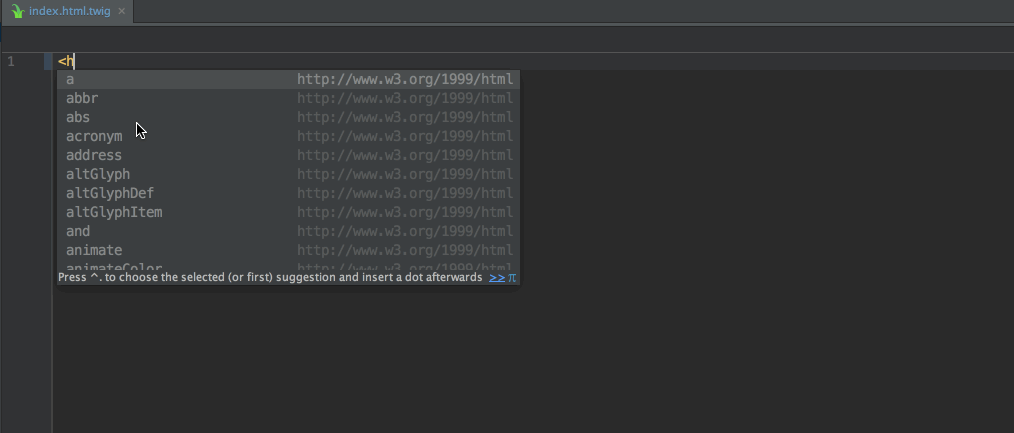 index.html.twig ×
1 <h
a http://www.w3.org/1999/html
abbr http://www.w3.org/1999/html
abs http://www.w3.org/1999/html
acronym http://www.w3.org/1999/html
address http://www.w3.org/1999/html
altGlyph http://www.w3.org/1999/html
altGlyphDef http://www.w3.org/1999/html
altGlyphItem http://www.w3.org/1999/html
and http://www.w3.org/1999/html
animate http://www.w3.org/1999/html
animateColor http://www.w3.org/1999/html
Press ^. to choose the selected (or first) suggestion and insert a dot afterwards >> π